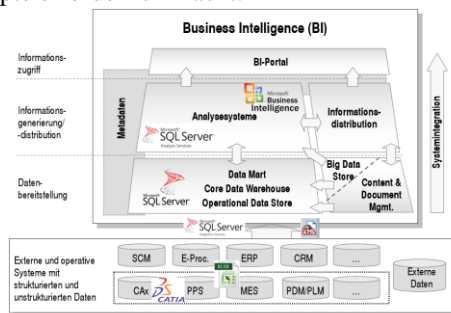 Business Intelligence (BI)
Informations-
zugriff
BI-Portal
Informations-
generierung/
-distribution
Metadaten
Microsoft
Business
Intelligence
Analysesysteme
Informations-
distribution
SQL Server
Systemintegration
Daten-
bereitstellung
SQL Server
Data Mart
Core Data Warehouse
Operational Data Store
Big Data
Store
Content &
Document
Mgmt.
SQL Server
Externe und operative
Systeme mit
strukturierten und
unstrukturierten Daten
SCM
E-Proc.
ERP
CRM
...
XLSX
CAx
CATIA
PPS
MES
PDM/PLM
...
Externe
Daten